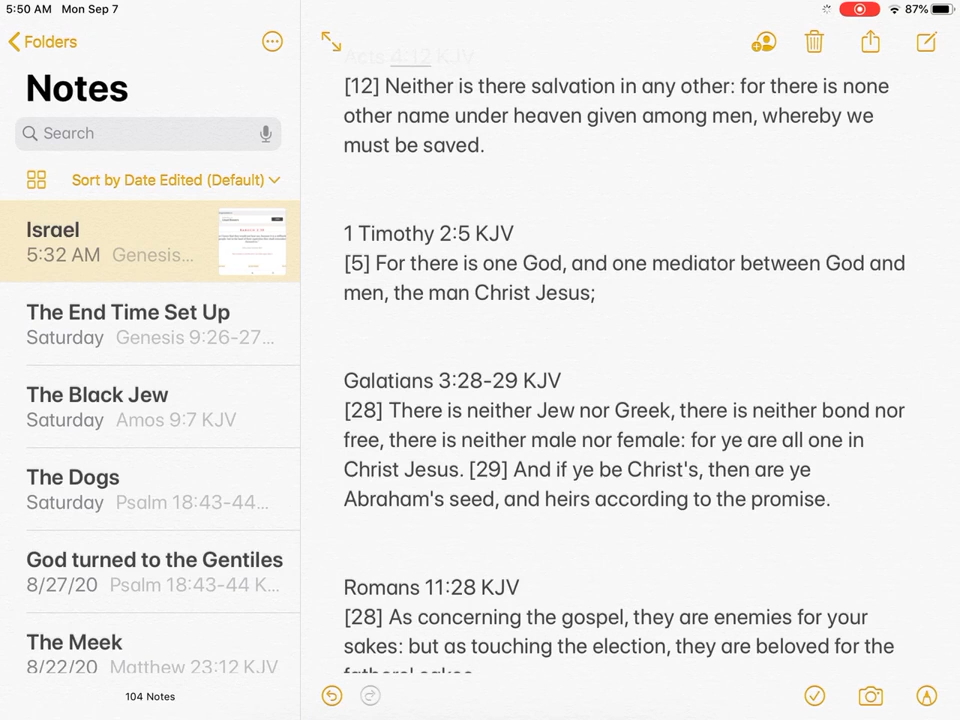 5:50 AM Mon Sep 7
87%
Folders
Notes
Search
Sort by Date Edited (Default)
Israel
5:32 AM Genesis...
The End Time Set Up
Saturday Genesis 9:26-27...
The Black Jew
Saturday Amos 9:7 KJV
The Dogs
Saturday Psalm 18:43-44...
God turned to the Gentiles
8/27/20 Psalm 18:43-44 K...
The Meek
8/22/20 Matthew 23:12 KJV
104 Notes
Acts 4:12 KJV
[12] Neither is there salvation in any other: for there is none
other name under heaven given among men, whereby we
must be saved.
1 Timothy 2:5 KJV
[5] For there is one God, and one mediator between God and
men, the man Christ Jesus;
Galatians 3:28-29 KJV
[28] There is neither Jew nor Greek, there is neither bond nor
free, there is neither male nor female: for ye are all one in
Christ Jesus. [29] And if ye be Christ's, then are ye
Abraham's seed, and heirs according to the promise.
Romans 11:28 KJV
[28] As concerning the gospel, they are enemies for your
sakes: but as touching the election, they are beloved for the
fathers' sakes.